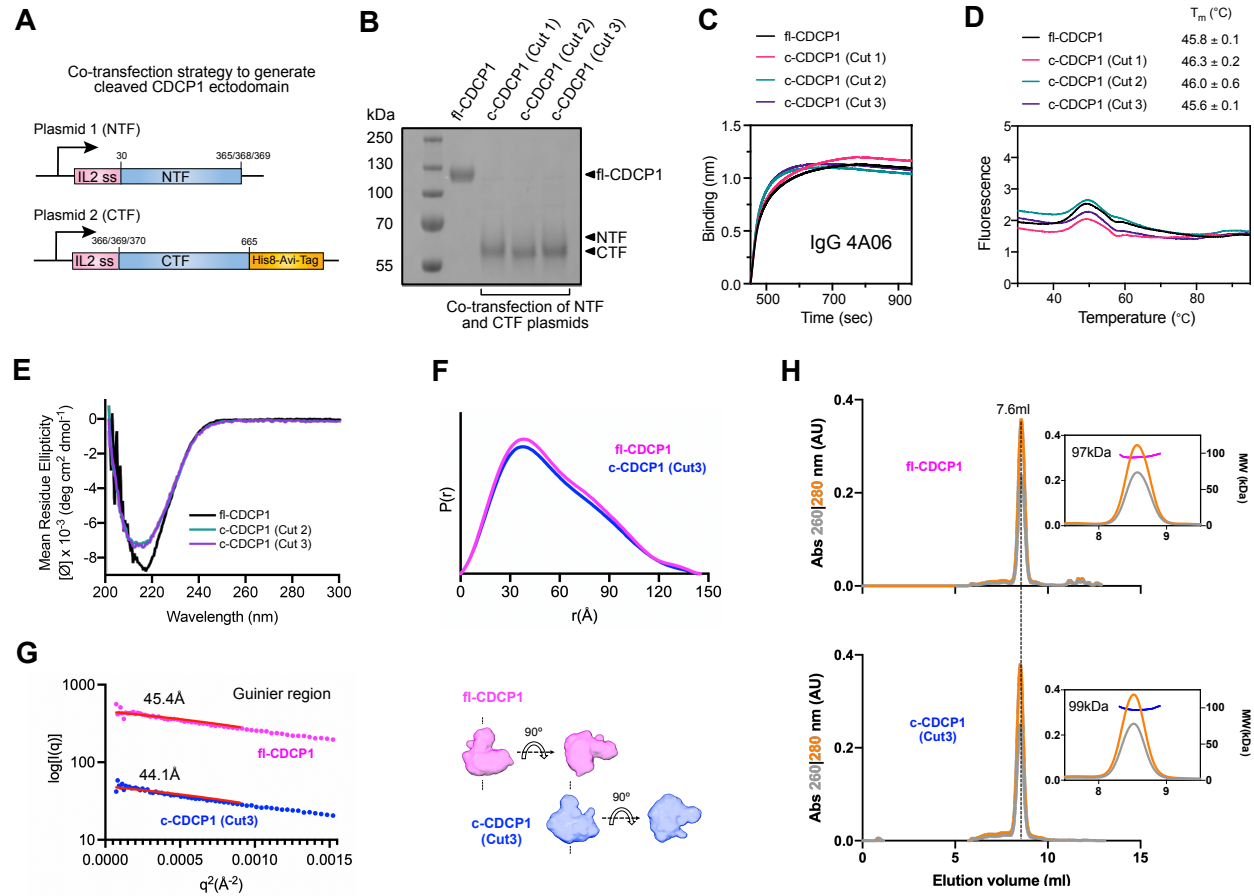 A
Co-transfection strategy to generate
cleaved CDCP1 ectodomain
Plasmid 1 (NTF)
30
365/368/369
IL2 ss
NTF
Plasmid 2 (CTF)
366/369/370
665
IL2 ss
CTF
His8-Avi-Tag
B
fl-CDCP1
c-CDCP1 (Cut 1)
c-CDCP1 (Cut 2)
c-CDCP1 (Cut 3)
kDa
250
130
100
70
55
fl-CDCP1
NTF
CTF
Co-transfection of NTF
and CTF plasmids
C
fl-CDCP1
c-CDCP1 (Cut 1)
c-CDCP1 (Cut 2)
c-CDCP1 (Cut 3)
Binding (nm)
1.5
1.0
0.5
0.0
IgG 4A06
500
700
900
Time (sec)
D
Tm (°C)
fl-CDCP1 45.8 ± 0.1
c-CDCP1 (Cut 1) 46.3 ± 0.2
c-CDCP1 (Cut 2) 46.0 ± 0.6
c-CDCP1 (Cut 3) 45.6 ± 0.1
Fluorescence
5
4
3
2
1
0
40
60
80
Temperature (°C)
E
Mean Residue Ellipticity
[Ø] x 10-3 (deg cm2 dmol-1)
0
-2
-4
-6
-8
fl-CDCP1
c-CDCP1 (Cut 2)
c-CDCP1 (Cut 3)
200
220
240
260
280
300
Wavelength (nm)
F
P(r)
fl-CDCP1
c-CDCP1 (Cut3)
0
30
60
90
120
150
r(Å)
fl-CDCP1
90º
c-CDCP1
(Cut3)
90º
G
log[I(q)]
1000
100
10
Guinier region
45.4Å
fl-CDCP1
44.1Å
c-CDCP1 (Cut3)
0.0000
0.0005
0.0010
0.0015
q2(Å-2)
H
Abs 260|280 nm (AU)
0.4
0.2
0.0
7.6ml
fl-CDCP1
0.4
0.2
0.0
97kDa
100
50
0
MW (kDa)
8
9
0
5
10
15
Abs 260|280 nm (AU)
0.4
0.2
0.0
c-CDCP1
(Cut3)
0.4
0.2
0.0
99kDa
100
50
0
MW(kDa)
8
9
0
5
10
15
Elution volume (ml)